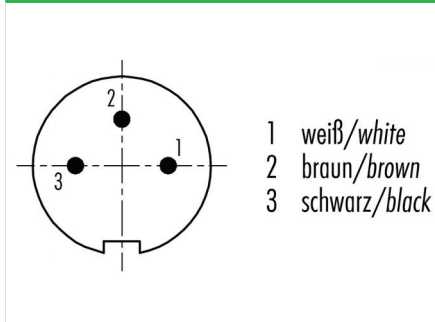 2
1
3
1 weiß/white
2 braun/brown
3 schwarz/black